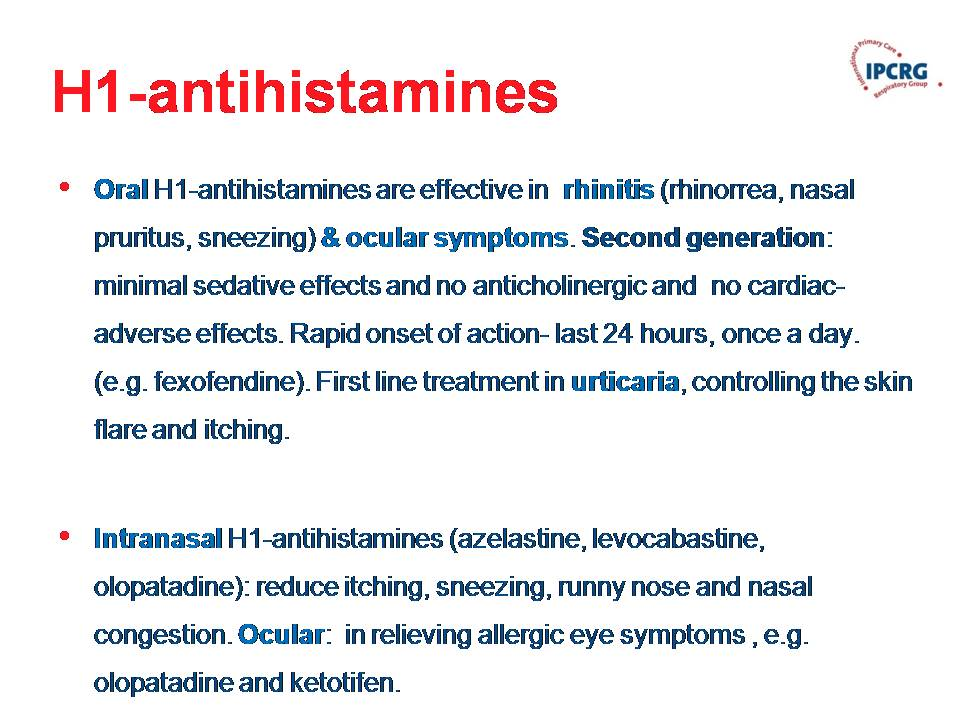 International Primary Care
IPCRG
Respiratory Group
H1-antihistamines
• Oral H1-antihistamines are effective in rhinitis (rhinorrea, nasal
pruritus, sneezing) & ocular symptoms. Second generation:
minimal sedative effects and no anticholinergic and no cardiac-
adverse effects. Rapid onset of action- last 24 hours, once a day.
(e.g. fexofendine). First line treatment in urticaria, controlling the skin
flare and itching.
• Intranasal H1-antihistamines (azelastine, levocabastine,
olopatadine): reduce itching, sneezing, runny nose and nasal
congestion. Ocular: in relieving allergic eye symptoms , e.g.
olopatadine and ketotifen.